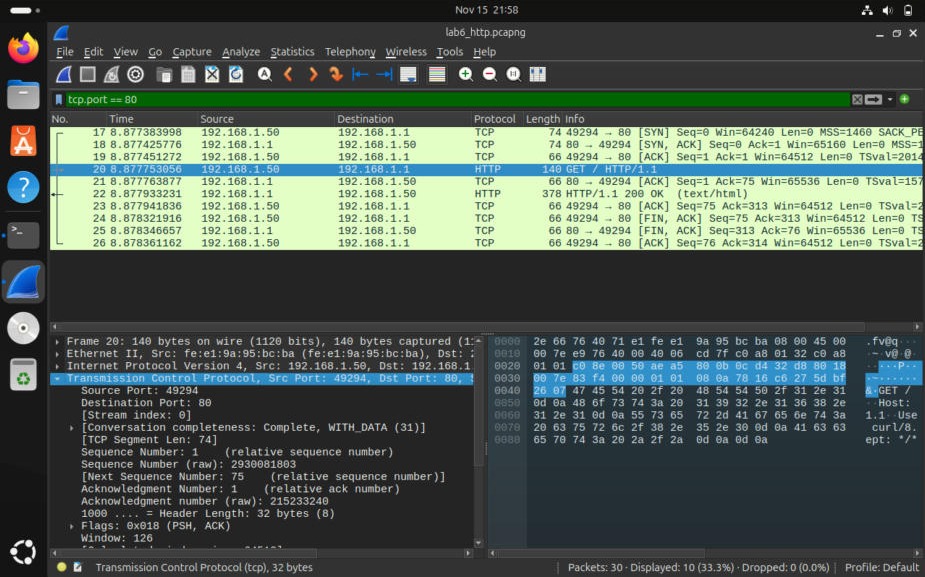 Nov 15 21:58
lab6_http.pcapng
File Edit View Go Capture Analyze Statistics Telephony Wireless Tools Help
tcp.port == 80
No. Time Source Destination Protocol Length Info
17 8.877383998 192.168.1.50 192.168.1.1 TCP 74 49294 → 80 [SYN] Seq=0 Win=64240 Len=0 MSS=1460 SACK_PE
18 8.877425776 192.168.1.1 192.168.1.50 TCP 74 80 → 49294 [SYN, ACK] Seq=0 Ack=1 Win=65160 Len=0 MSS=1
19 8.877451272 192.168.1.50 192.168.1.1 TCP 66 49294 → 80 [ACK] Seq=1 Ack=1 Win=64512 Len=0 TSval=2014
20 8.877753056 192.168.1.50 192.168.1.1 HTTP 140 GET / HTTP/1.1
21 8.877763877 192.168.1.1 192.168.1.50 TCP 66 80 → 49294 [ACK] Seq=1 Ack=75 Win=65536 Len=0 TSval=157
22 8.877933231 192.168.1.1 192.168.1.50 HTTP 378 HTTP/1.1 200 OK (text/html)
23 8.877941836 192.168.1.50 192.168.1.1 TCP 66 49294 → 80 [ACK] Seq=75 Ack=313 Win=64512 Len=0 TSval=2
24 8.878321916 192.168.1.50 192.168.1.1 TCP 66 49294 → 80 [FIN, ACK] Seq=75 Ack=313 Win=64512 Len=0 TS
25 8.878346657 192.168.1.1 192.168.1.50 TCP 66 80 → 49294 [FIN, ACK] Seq=313 Ack=76 Win=65536 Len=0 TS
26 8.878361162 192.168.1.50 192.168.1.1 TCP 66 49294 → 80 [ACK] Seq=76 Ack=314 Win=64512 Len=0 TSval=2
Frame 20: 140 bytes on wire (1120 bits), 140 bytes captured (11
Ethernet II, Src: fe:e1:9a:95:bc:ba (fe:e1:9a:95:bc:ba), Dst: 2
Internet Protocol Version 4, Src: 192.168.1.50, Dst: 192.168.1
Transmission Control Protocol, Src Port: 49294, Dst Port: 80, S
Source Port: 49294
Destination Port: 80
[Stream index: 0]
[Conversation completeness: Complete, WITH_DATA (31)]
[TCP Segment Len: 74]
Sequence Number: 1 (relative sequence number)
Sequence Number (raw): 2930081803
[Next Sequence Number: 75 (relative sequence number)]
Acknowledgment Number: 1 (relative ack number)
Acknowledgment number (raw): 215233240
1000 .... = Header Length: 32 bytes (8)
Flags: 0x018 (PSH, ACK)
Window: 126
0000 2e 66 76 40 71 e1 fe e1 9a 95 bc ba 08 00 45 00 .fv@q···
0010 00 7e e9 76 40 00 40 06 cd 7f c0 a8 01 32 c0 a8 ·~·v@·@·
0020 01 01 c0 8e 00 50 ae a5 80 0b 0c d4 32 d8 80 18 ·····P··
0030 00 7e 83 f4 00 00 01 01 08 0a 78 16 c6 27 5d bf ·~······
0040 26 07 47 45 54 20 2f 20 48 54 54 50 2f 31 2e 31 &·GET /
0050 0d 0a 48 6f 73 74 3a 20 31 39 32 2e 31 36 38 2e ··Host:
0060 31 2e 31 0d 0a 55 73 65 72 2d 41 67 65 6e 74 3a 1.1··Use
0070 20 63 75 72 6c 2f 38 2e 35 2e 30 0d 0a 41 63 63 curl/8.
0080 65 70 74 3a 20 2a 2f 2a 0d 0a 0d 0a ept: */*
Transmission Control Protocol (tcp), 32 bytes
Packets: 30 · Displayed: 10 (33.3%) · Dropped: 0 (0.0%)
Profile: Default